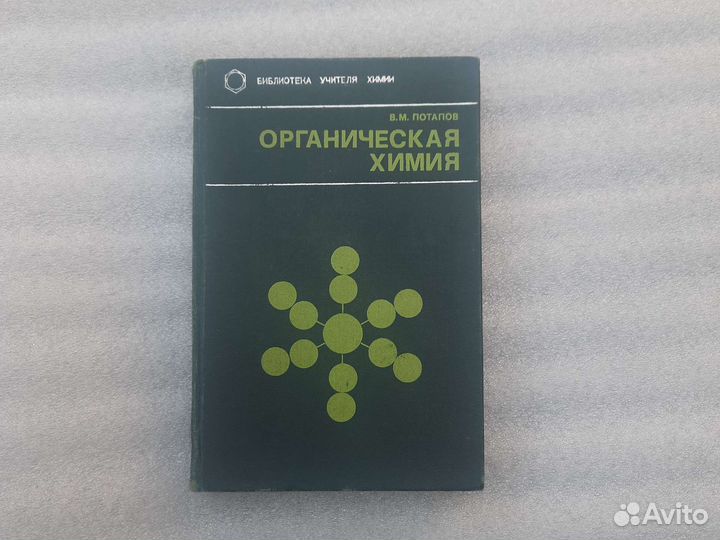 БИБЛИОТЕКА УЧИТЕЛЯ ХИМИИ
В.М. ПОТАПОВ
ОРГАНИЧЕСКАЯ
ХИМИЯ
Avito